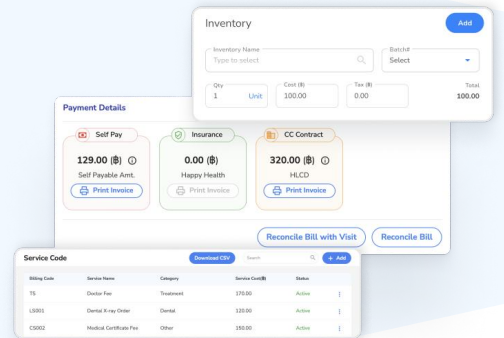 Inventory
Add
Inventory Name
Type to select
Batch#
Select
Qty
1 Unit
Cost (฿)
100.00
Tax (฿)
0.00
Total
100.00
Payment Details
Self Pay
129.00 (฿)
Self Payable Amt.
Print Invoice
Insurance
0.00 (฿)
Happy Health
Print Invoice
CC Contract
320.00 (฿)
HLCD
Print Invoice
Reconcile Bill with Visit
Reconcile Bill
Service Code
Download CSV
Search
+ Add
Billing Code Service Name Category Service Cost(฿) Status
TS Doctor Fee Treatment 170.00 Active
LS001 Dental X-ray Order Dental 120.00 Active
CS002 Medical Certificate Fee Other 150.00 Active